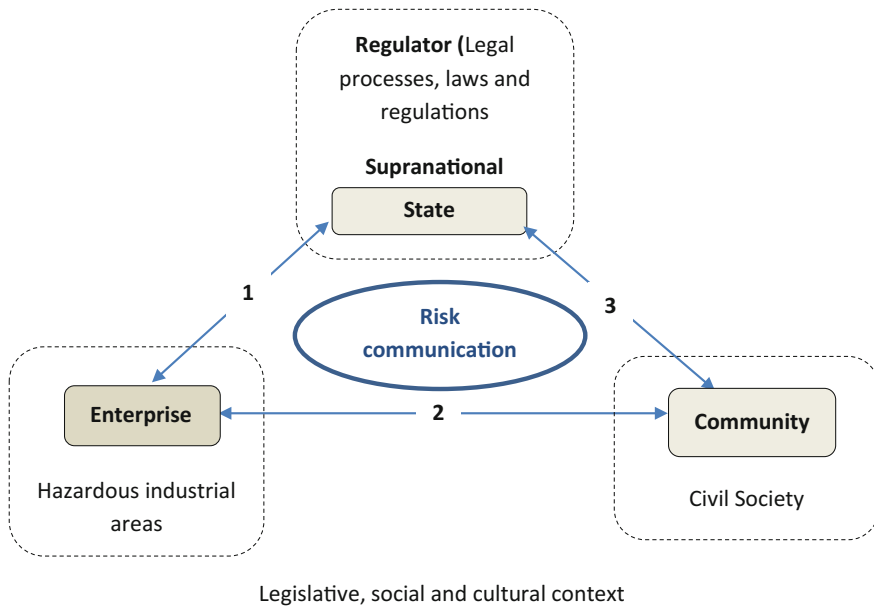 Regulator (Legal
processes, laws and
regulations
Supranational
State
1
3
Risk
communication
Enterprise
2
Community
Hazardous industrial
areas
Civil Society
Legislative, social and cultural context